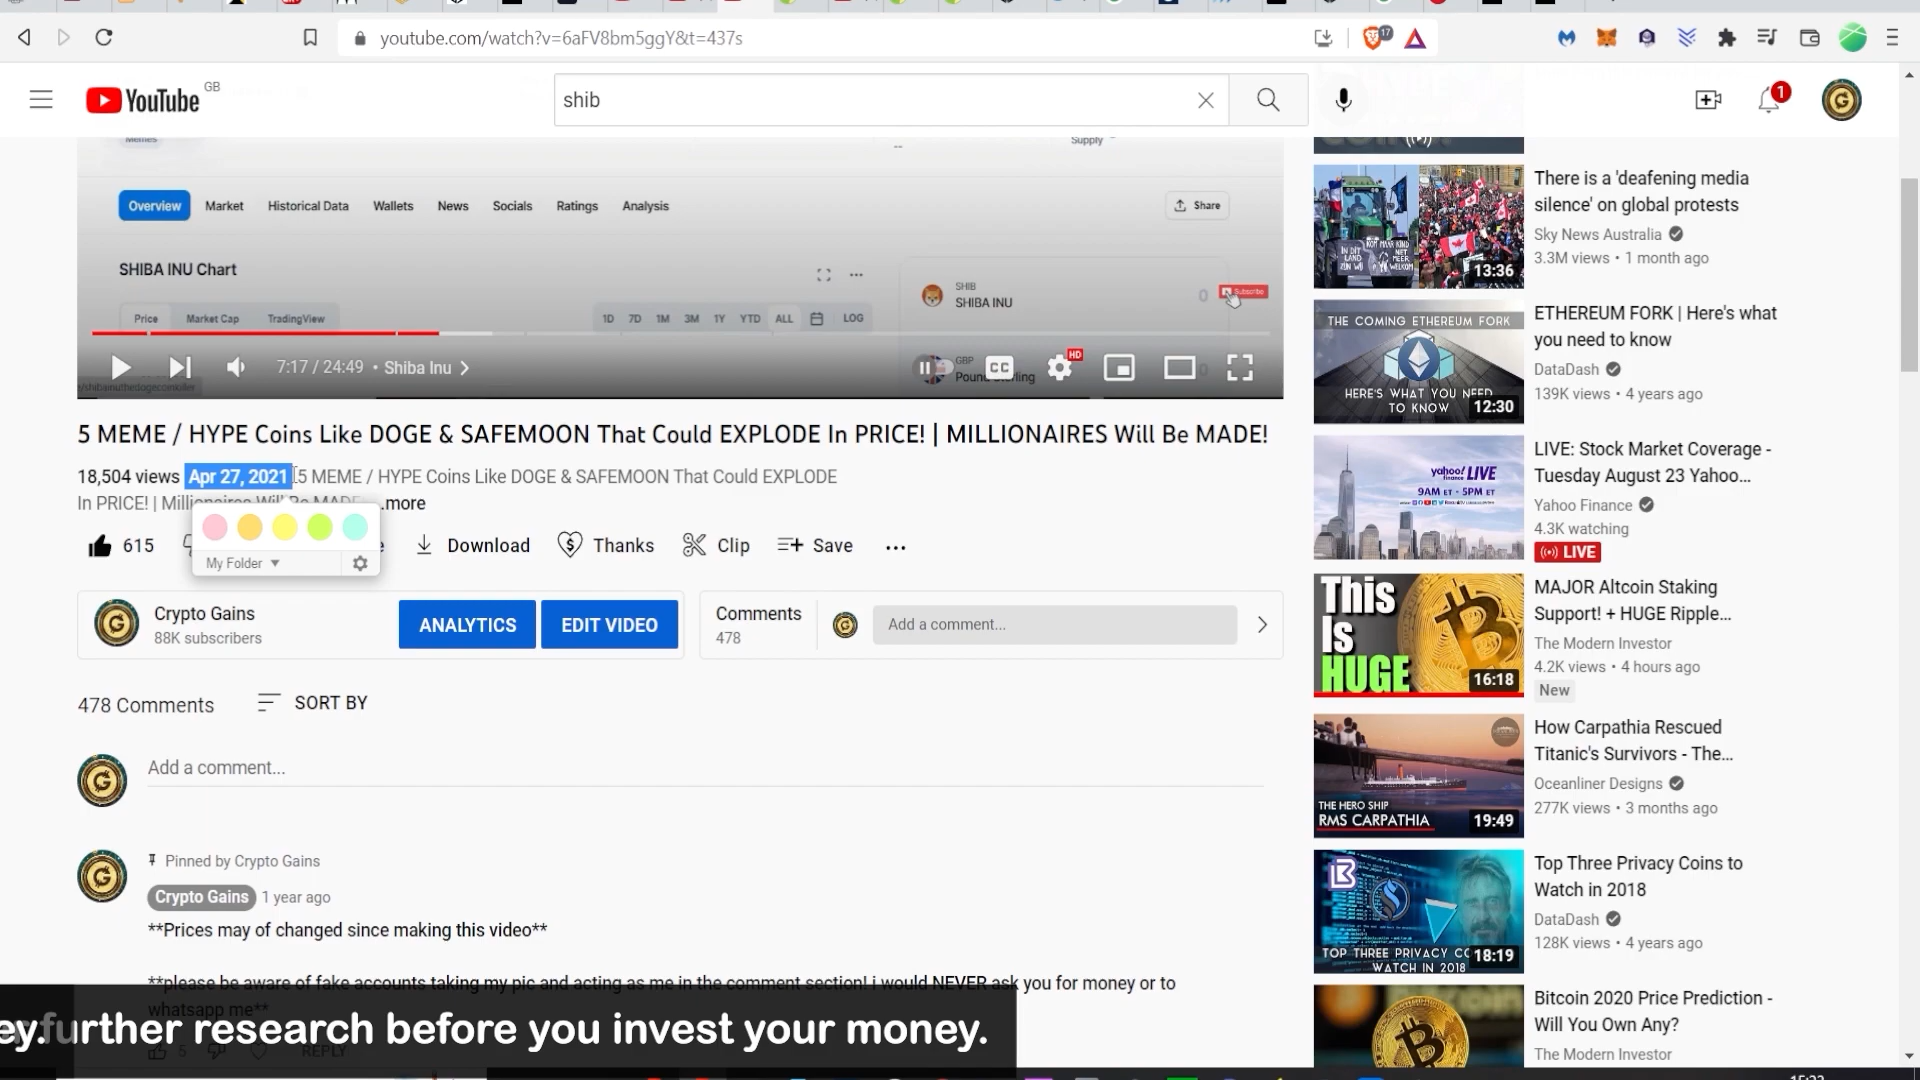 youtube.com/watch?v=6aFV8bm5ggY&t=437s
17
YouTube GB
shib
1
Memes
Supply
Overview Market Historical Data Wallets News Socials Ratings Analysis
Share
SHIBA INU Chart
SHIB
SHIBA INU
0
Subscribe
Price Market Cap TradingView
1D 7D 1M 3M 1Y YTD ALL LOG
GBP
7:17 / 24:49 • Shiba Inu
CC
HD
/shibainuthedogecoinkiller
5 MEME / HYPE Coins Like DOGE & SAFEMOON That Could EXPLODE In PRICE! | MILLIONAIRES Will Be MADE!
18,504 views Apr 27, 2021 5 MEME / HYPE Coins Like DOGE & SAFEMOON That Could EXPLODE
In PRICE! | Millionaires Will Be MADE ...more
My Folder
615
Download
Thanks
Clip
Save
Crypto Gains
88K subscribers
ANALYTICS
EDIT VIDEO
Comments
478
Add a comment...
478 Comments
SORT BY
Add a comment...
Pinned by Crypto Gains
Crypto Gains 1 year ago
**Prices may of changed since making this video**
**please be aware of fake accounts taking my pic and acting as me in the comment section! i would NEVER ask you for money or to
whatsapp me**
ey. further research before you invest your money.
5
REPLY
There is a 'deafening media
silence' on global protests
Sky News Australia
3.3M views • 1 month ago
13:36
THE COMING ETHEREUM FORK
HERE'S WHAT YOU NEED
TO KNOW
12:30
ETHEREUM FORK | Here's what
you need to know
DataDash
139K views • 4 years ago
yahoo! LIVE
finance
9AM ET - 5PM ET
LIVE: Stock Market Coverage -
Tuesday August 23 Yahoo...
Yahoo Finance
4.3K watching
LIVE
This
Is
HUGE
16:18
MAJOR Altcoin Staking
Support! + HUGE Ripple...
The Modern Investor
4.2K views • 4 hours ago
New
THE HERO SHIP
RMS CARPATHIA
19:49
How Carpathia Rescued
Titanic's Survivors - The...
Oceanliner Designs
277K views • 3 months ago
TOP THREE PRIVACY CO
WATCH IN 2018
18:19
Top Three Privacy Coins to
Watch in 2018
DataDash
128K views • 4 years ago
Bitcoin 2020 Price Prediction -
Will You Own Any?
The Modern Investor